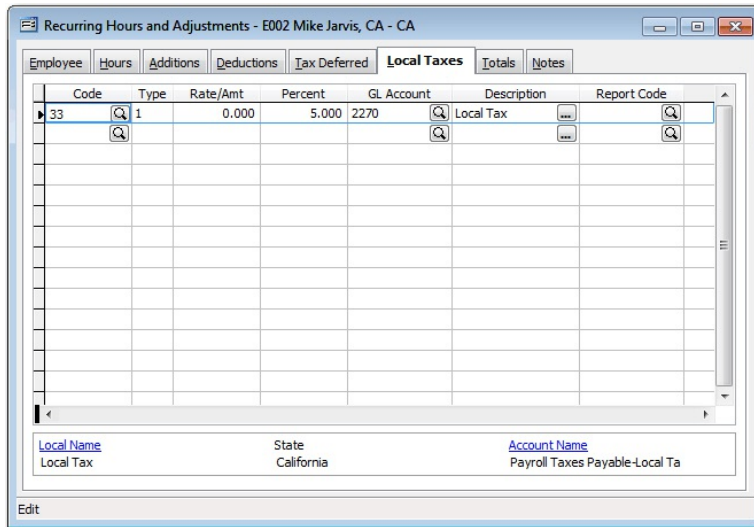 Recurring Hours and Adjustments - E002 Mike Jarvis, CA - CA
Employee Hours Additions Deductions Tax Deferred Local Taxes Totals Notes
Code Type Rate/Amt Percent GL Account Description Report Code
33 1 0.000 5.000 2270 Local Tax ...
...
Local Name State Account Name
Local Tax California Payroll Taxes Payable-Local Ta
Edit